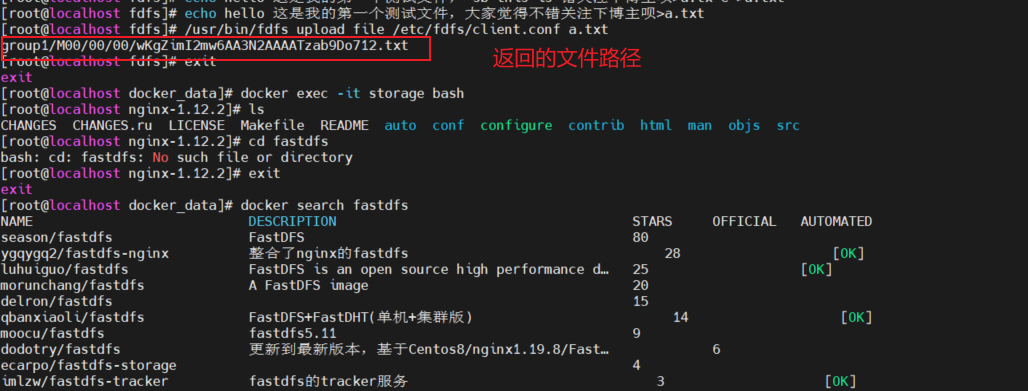 [root@localhost fdfs]# echo hello 这是我的第一个测试文件，大家觉得不错关注下博主呗>a.txt
[root@localhost fdfs]# /usr/bin/fdfs_upload_file /etc/fdfs/client.conf a.txt
group1/M00/00/00/wKgZimI2mw6AA3N2AAAATzab9Do712.txt
返回的文件路径
[root@localhost fdfs]# exit
exit
[root@localhost docker_data]# docker exec -it storage bash
[root@localhost nginx-1.12.2]# ls
CHANGES CHANGES.ru LICENSE Makefile README auto conf configure contrib html man objs src
[root@localhost nginx-1.12.2]# cd fastdfs
bash: cd: fastdfs: No such file or directory
[root@localhost nginx-1.12.2]# exit
exit
[root@localhost docker_data]# docker search fastdfs
NAME DESCRIPTION STARS OFFICIAL AUTOMATED
season/fastdfs FastDFS 80
ygqygq2/fastdfs-nginx 整合了nginx的fastdfs 28 [OK]
luhuiguo/fastdfs FastDFS is an open source high performance d… 25 [OK]
morunchang/fastdfs A FastDFS image 20
delron/fastdfs 15
qbanxiaoli/fastdfs FastDFS+FastDHT(单机+集群版) 14 [OK]
moocu/fastdfs fastdfs5.11 9
dodotry/fastdfs 更新到最新版本，基于Centos8/nginx1.19.8/Fast… 6
ecarpo/fastdfs-storage 4
imlzw/fastdfs-tracker fastdfs的tracker服务 3 [OK]